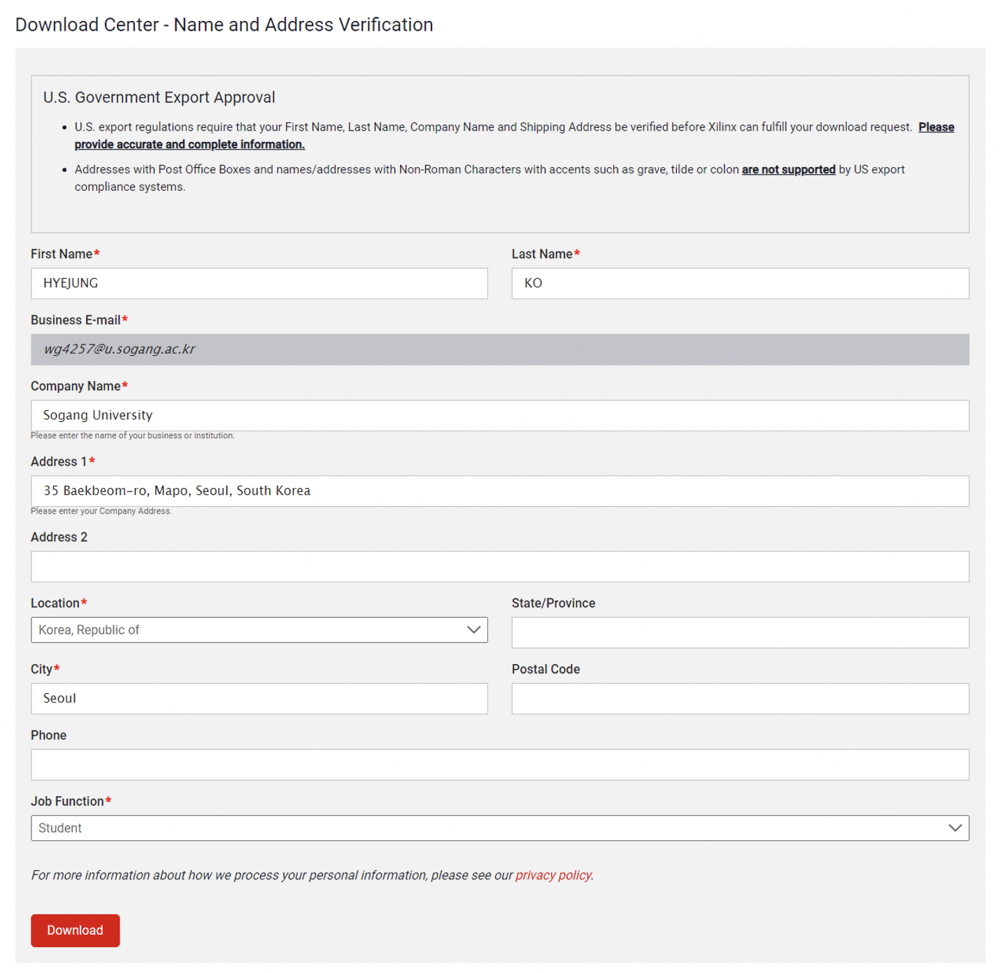 Download Center - Name and Address Verification
U.S. Government Export Approval
• U.S. export regulations require that your First Name, Last Name, Company Name and Shipping Address be verified before Xilinx can fulfill your download request. Please
provide accurate and complete information.
• Addresses with Post Office Boxes and names/addresses with Non-Roman Characters with accents such as grave, tilde or colon are not supported by US export
compliance systems.
First Name*
Last Name*
HYEJUNG
KO
Business E-mail*
wg4257@u.sogang.ac.kr
Company Name*
Sogang University
Please enter the name of your business or institution.
Address 1*
35 Baekbeom-ro, Mapo, Seoul, South Korea
Please enter your Company Address.
Address 2
Location*
State/Province
Korea, Republic of
City*
Postal Code
Seoul
Phone
Job Function*
Student
For more information about how we process your personal information, please see our privacy policy.
Download